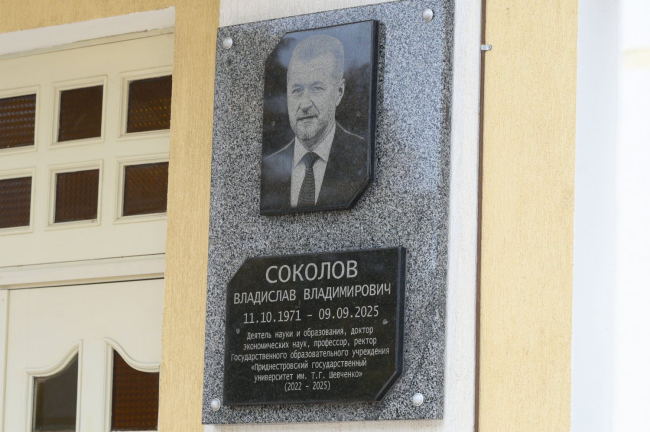 СОКОЛОВ
ВЛАДИСЛАВ ВЛАДИМИРОВИЧ
11.10.1971 – 09.09.2025
Деятель науки и образования, доктор
экономических наук, профессор, ректор
Государственного образовательного учреждения
«Приднестровский государственный
университет им. Т.Г. Шевченко»
(2022 – 2025)